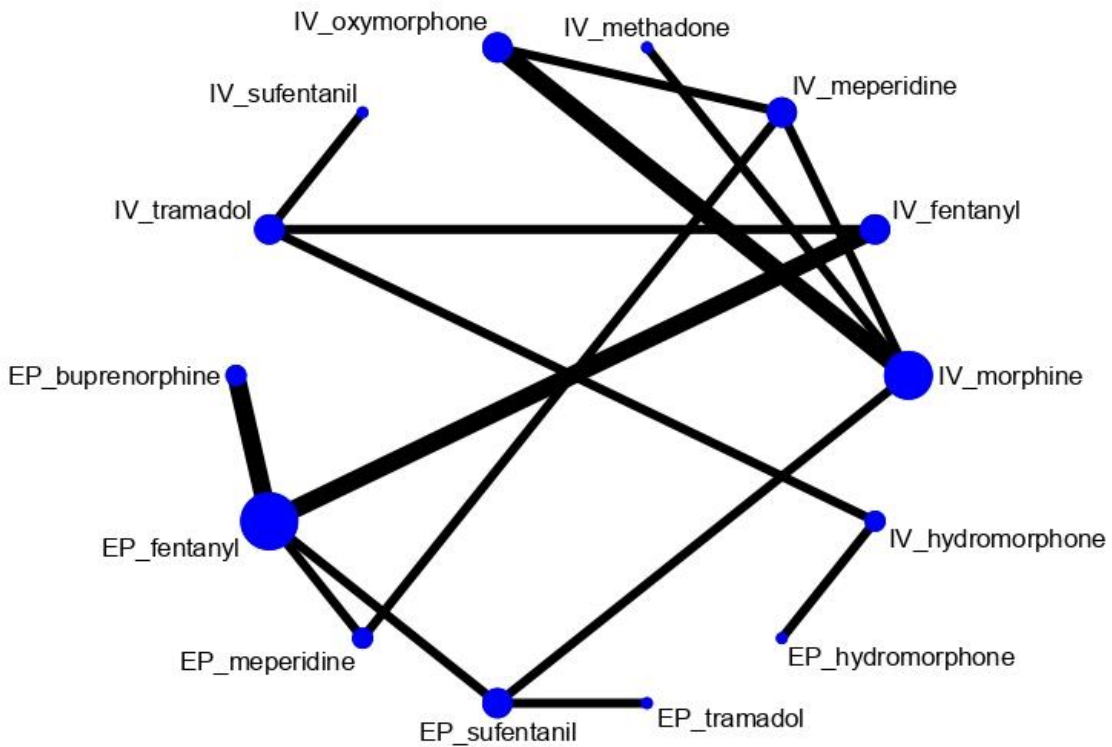 IV_oxymorphone
IV_methadone
IV_meperidine
IV_sufentanil
IV_tramadol
IV_fentanyl
EP_buprenorphine
IV_morphine
EP_fentanyl
IV_hydromorphone
EP_meperidine
EP_hydromorphone
EP_sufentanil
EP_tramadol